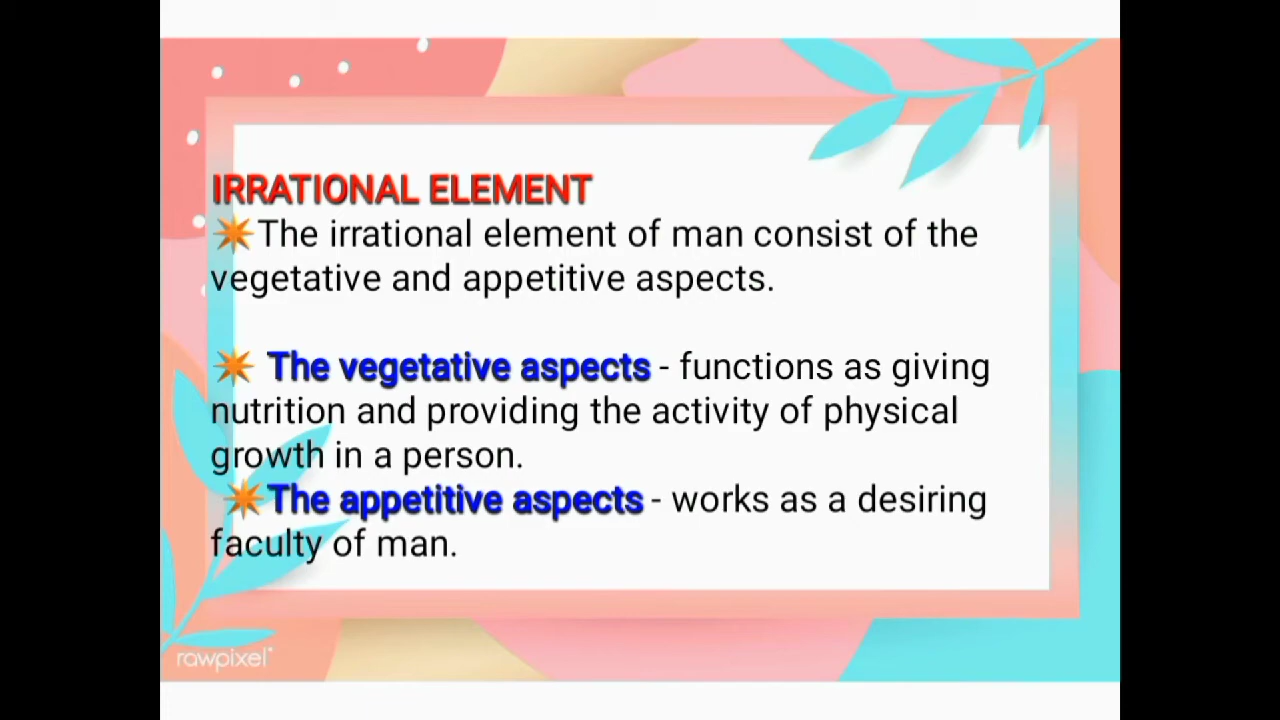 IRRATIONAL ELEMENT
The irrational element of man consist of the
vegetative and appetitive aspects.
The vegetative aspects - functions as giving
nutrition and providing the activity of physical
growth in a person.
The appetitive aspects - works as a desiring
faculty of man.
rawpixel